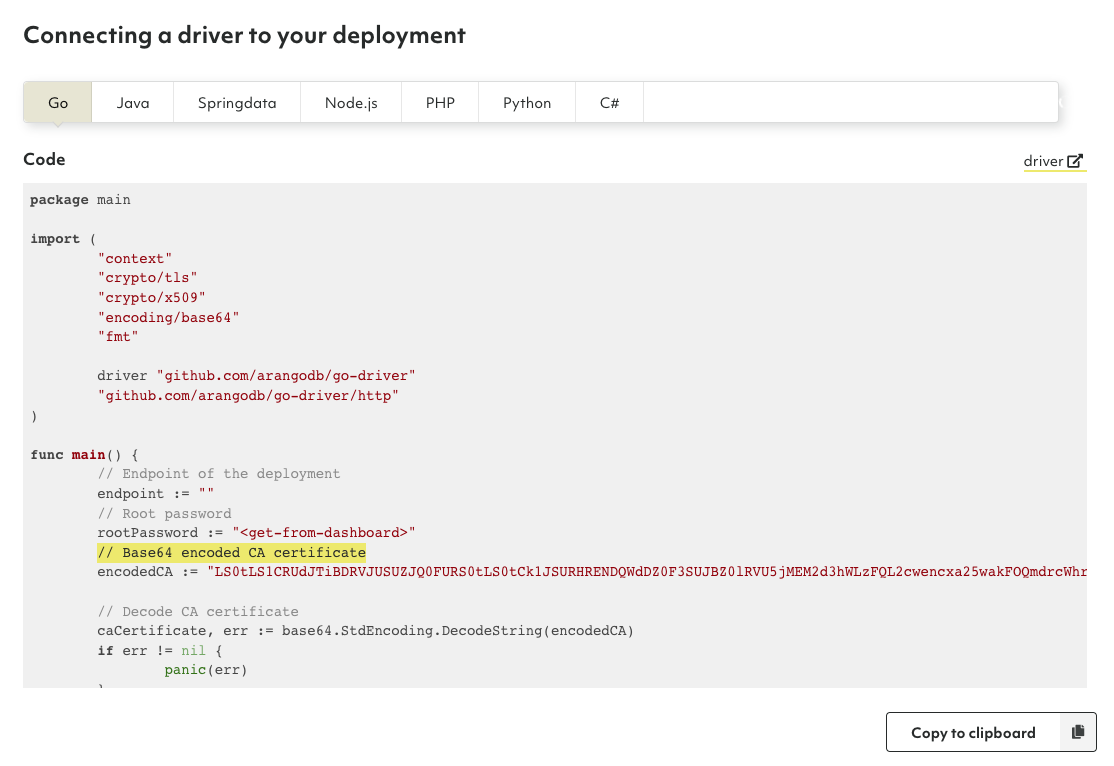 Connecting a driver to your deployment
Go Java Springdata Node.js PHP Python C#
Code
driver
package main
import (
"context"
"crypto/tls"
"crypto/x509"
"encoding/base64"
"fmt"
driver "github.com/arangodb/go-driver"
"github.com/arangodb/go-driver/http"
)
func main() {
// Endpoint of the deployment
endpoint := ""
// Root password
rootPassword := "<get-from-dashboard>"
// Base64 encoded CA certificate
encodedCA := "LS0tLS1CRUdJTiBDRVJUSUZJQ0FURS0tLS0tCk1JSURHRENDQWdDZ0F3SUJBZ0lRVU5jMEM2d3hWLzFQL2cwencxa25wakFOQmdrcWhr
// Decode CA certificate
caCertificate, err := base64.StdEncoding.DecodeString(encodedCA)
if err != nil {
panic(err)
}
Copy to clipboard